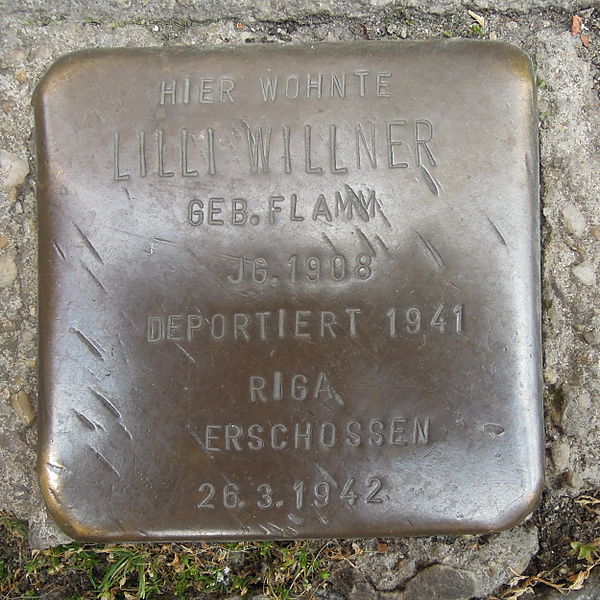 HIER WOHNTE
LILLI WILLNER
GEB. FLAMM
JG. 1908
DEPORTIERT 1941
RIGA
ERSCHOSSEN
26.3.1942